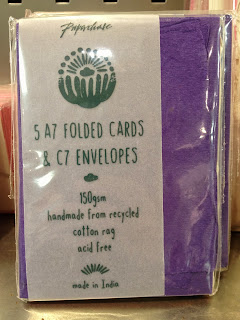 Paperchase
5 A7 FOLDED CARDS
& C7 ENVELOPES
150gsm
handmade from recycled
cotton rag
acid free
made in India